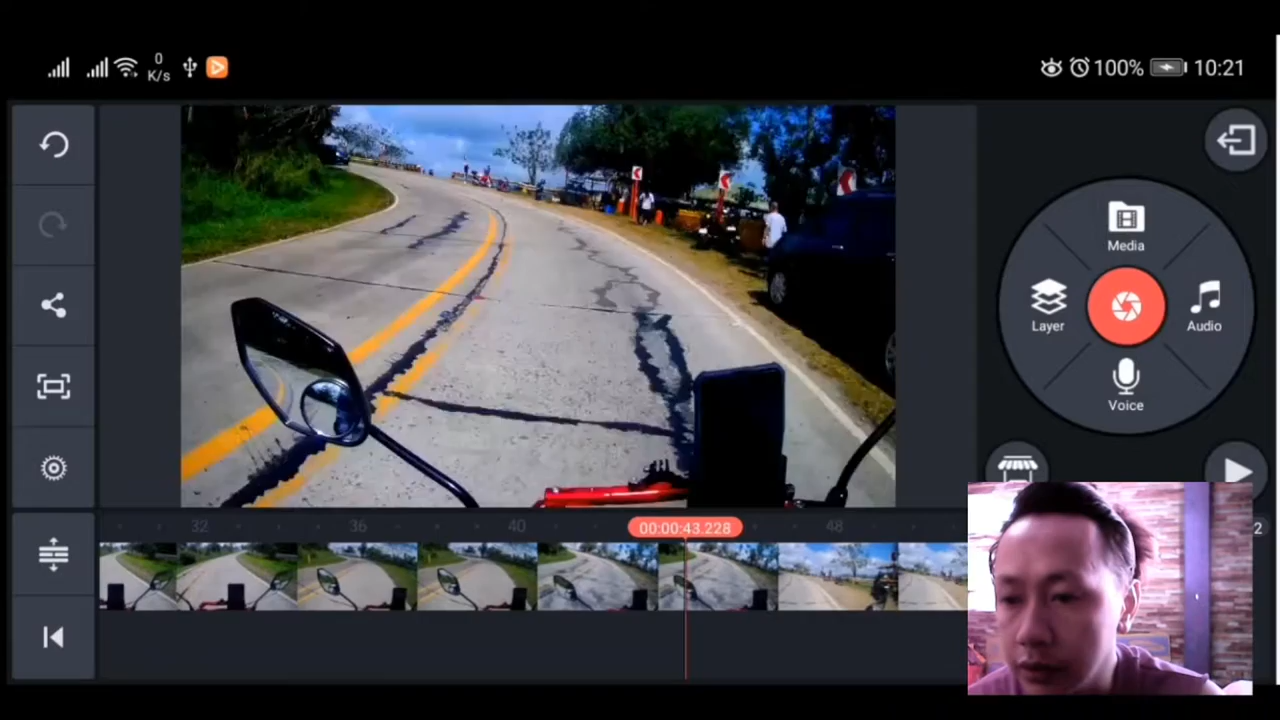 0
K/s
100%
10:21
Media
Layer
Audio
Voice
32
36
40
00:00:43.228
48
2